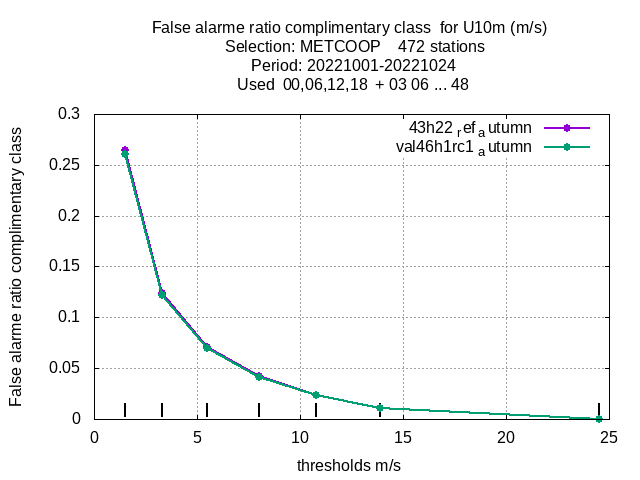 False alarme ratio complimentary class  for U10m (m/s)
Selection: METCOOP    472 stations
Period: 20221001-20221024
Used  00,06,12,18  + 03 06 ... 48
43h22_ref_autumn
val46h1rc1_autumn
False alarme ratio complimentary class
0.3
0.25
0.2
0.15
0.1
0.05
0
0 5 10 15 20 25
thresholds m/s